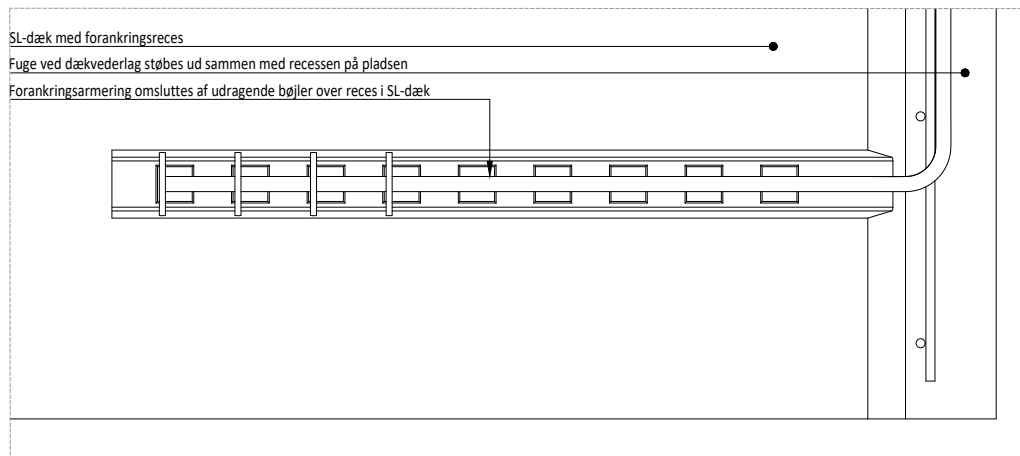 SL-dæk med forankringsreces
Fuge ved dækvederlag støbes ud sammen med recessen på pladsen
Forankringsarmering omsluttes af udragende bøjler over reces i SL-dæk